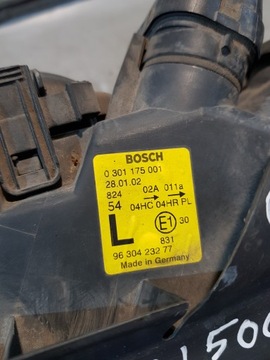 BOSCH
0 301 175 001
28.01.02
824 02A 011a
54 04HC 04HR PL
L E1 30
831
96 304 232 77
Made in Germany
500